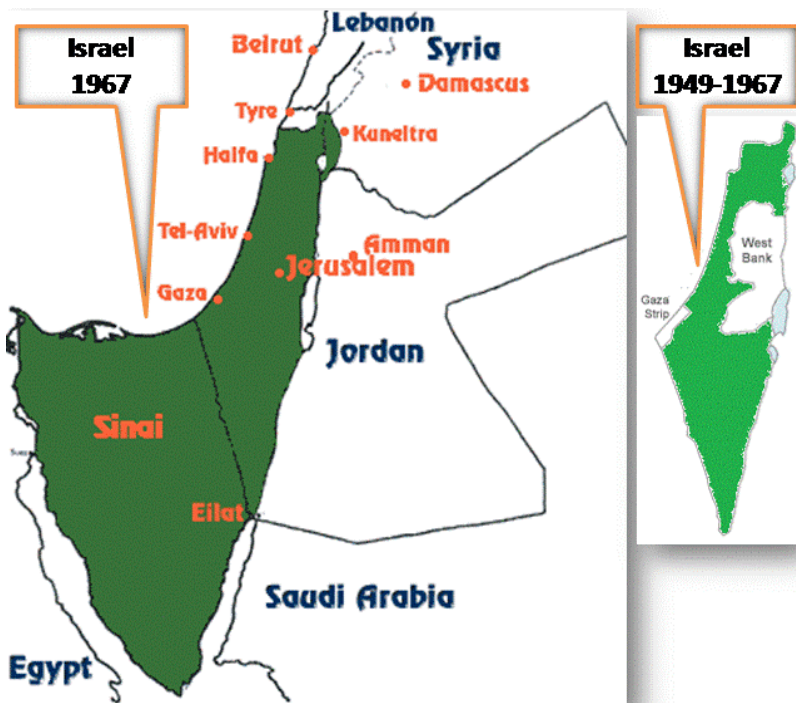 Israel
1967
Lebanón
Beirut
Syria
Damascus
Tyre
Kuneitra
Haifa
Tel-Aviv
Amman
Jerusalem
Gaza
Jordan
Sinai
Suez
Eilat
Saudi Arabia
Egypt
Israel
1949-1967
West
Bank
Gaza
Strip